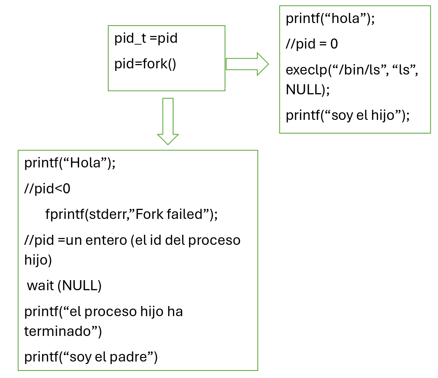 pid_t =pid
pid=fork()
printf(“hola”);
//pid = 0
execlp(“/bin/ls”, “ls”,
NULL);
printf(“soy el hijo”);
printf(“Hola”);
//pid<0
fprintf(stderr,”Fork failed”);
//pid =un entero (el id del proceso
hijo)
wait (NULL)
printf(“el proceso hijo ha
terminado”)
printf(“soy el padre”)